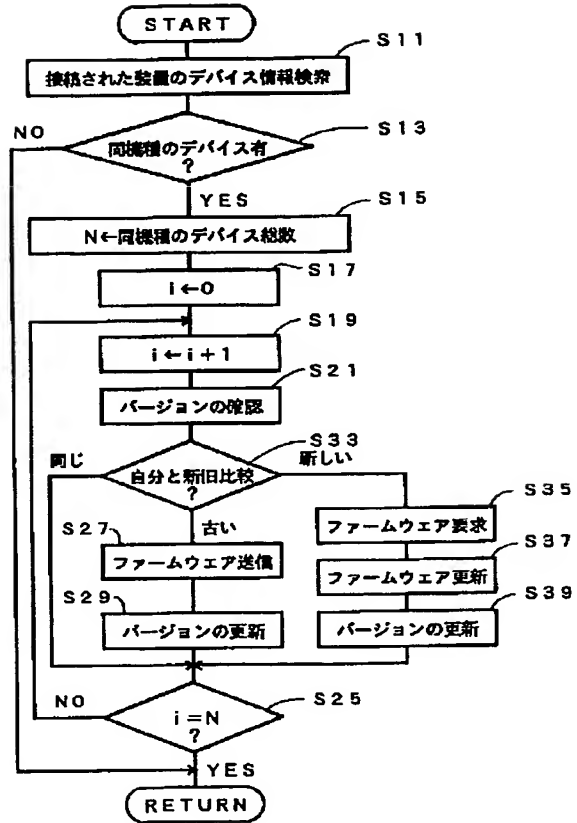 START
S11
接続された装置のデバイス情報検索
NO
S13
同機種のデバイス有
?
YES
S15
N←同機種のデバイス総数
S17
i←0
S19
i←i+1
S21
バージョンの確認
S33
同じ
自分と新旧比較
?
新しい
S35
S27
古い
ファームウェア要求
ファームウェア送信
S37
ファームウェア更新
S29
S39
バージョンの更新
バージョンの更新
NO
S25
i=N
?
YES
RETURN